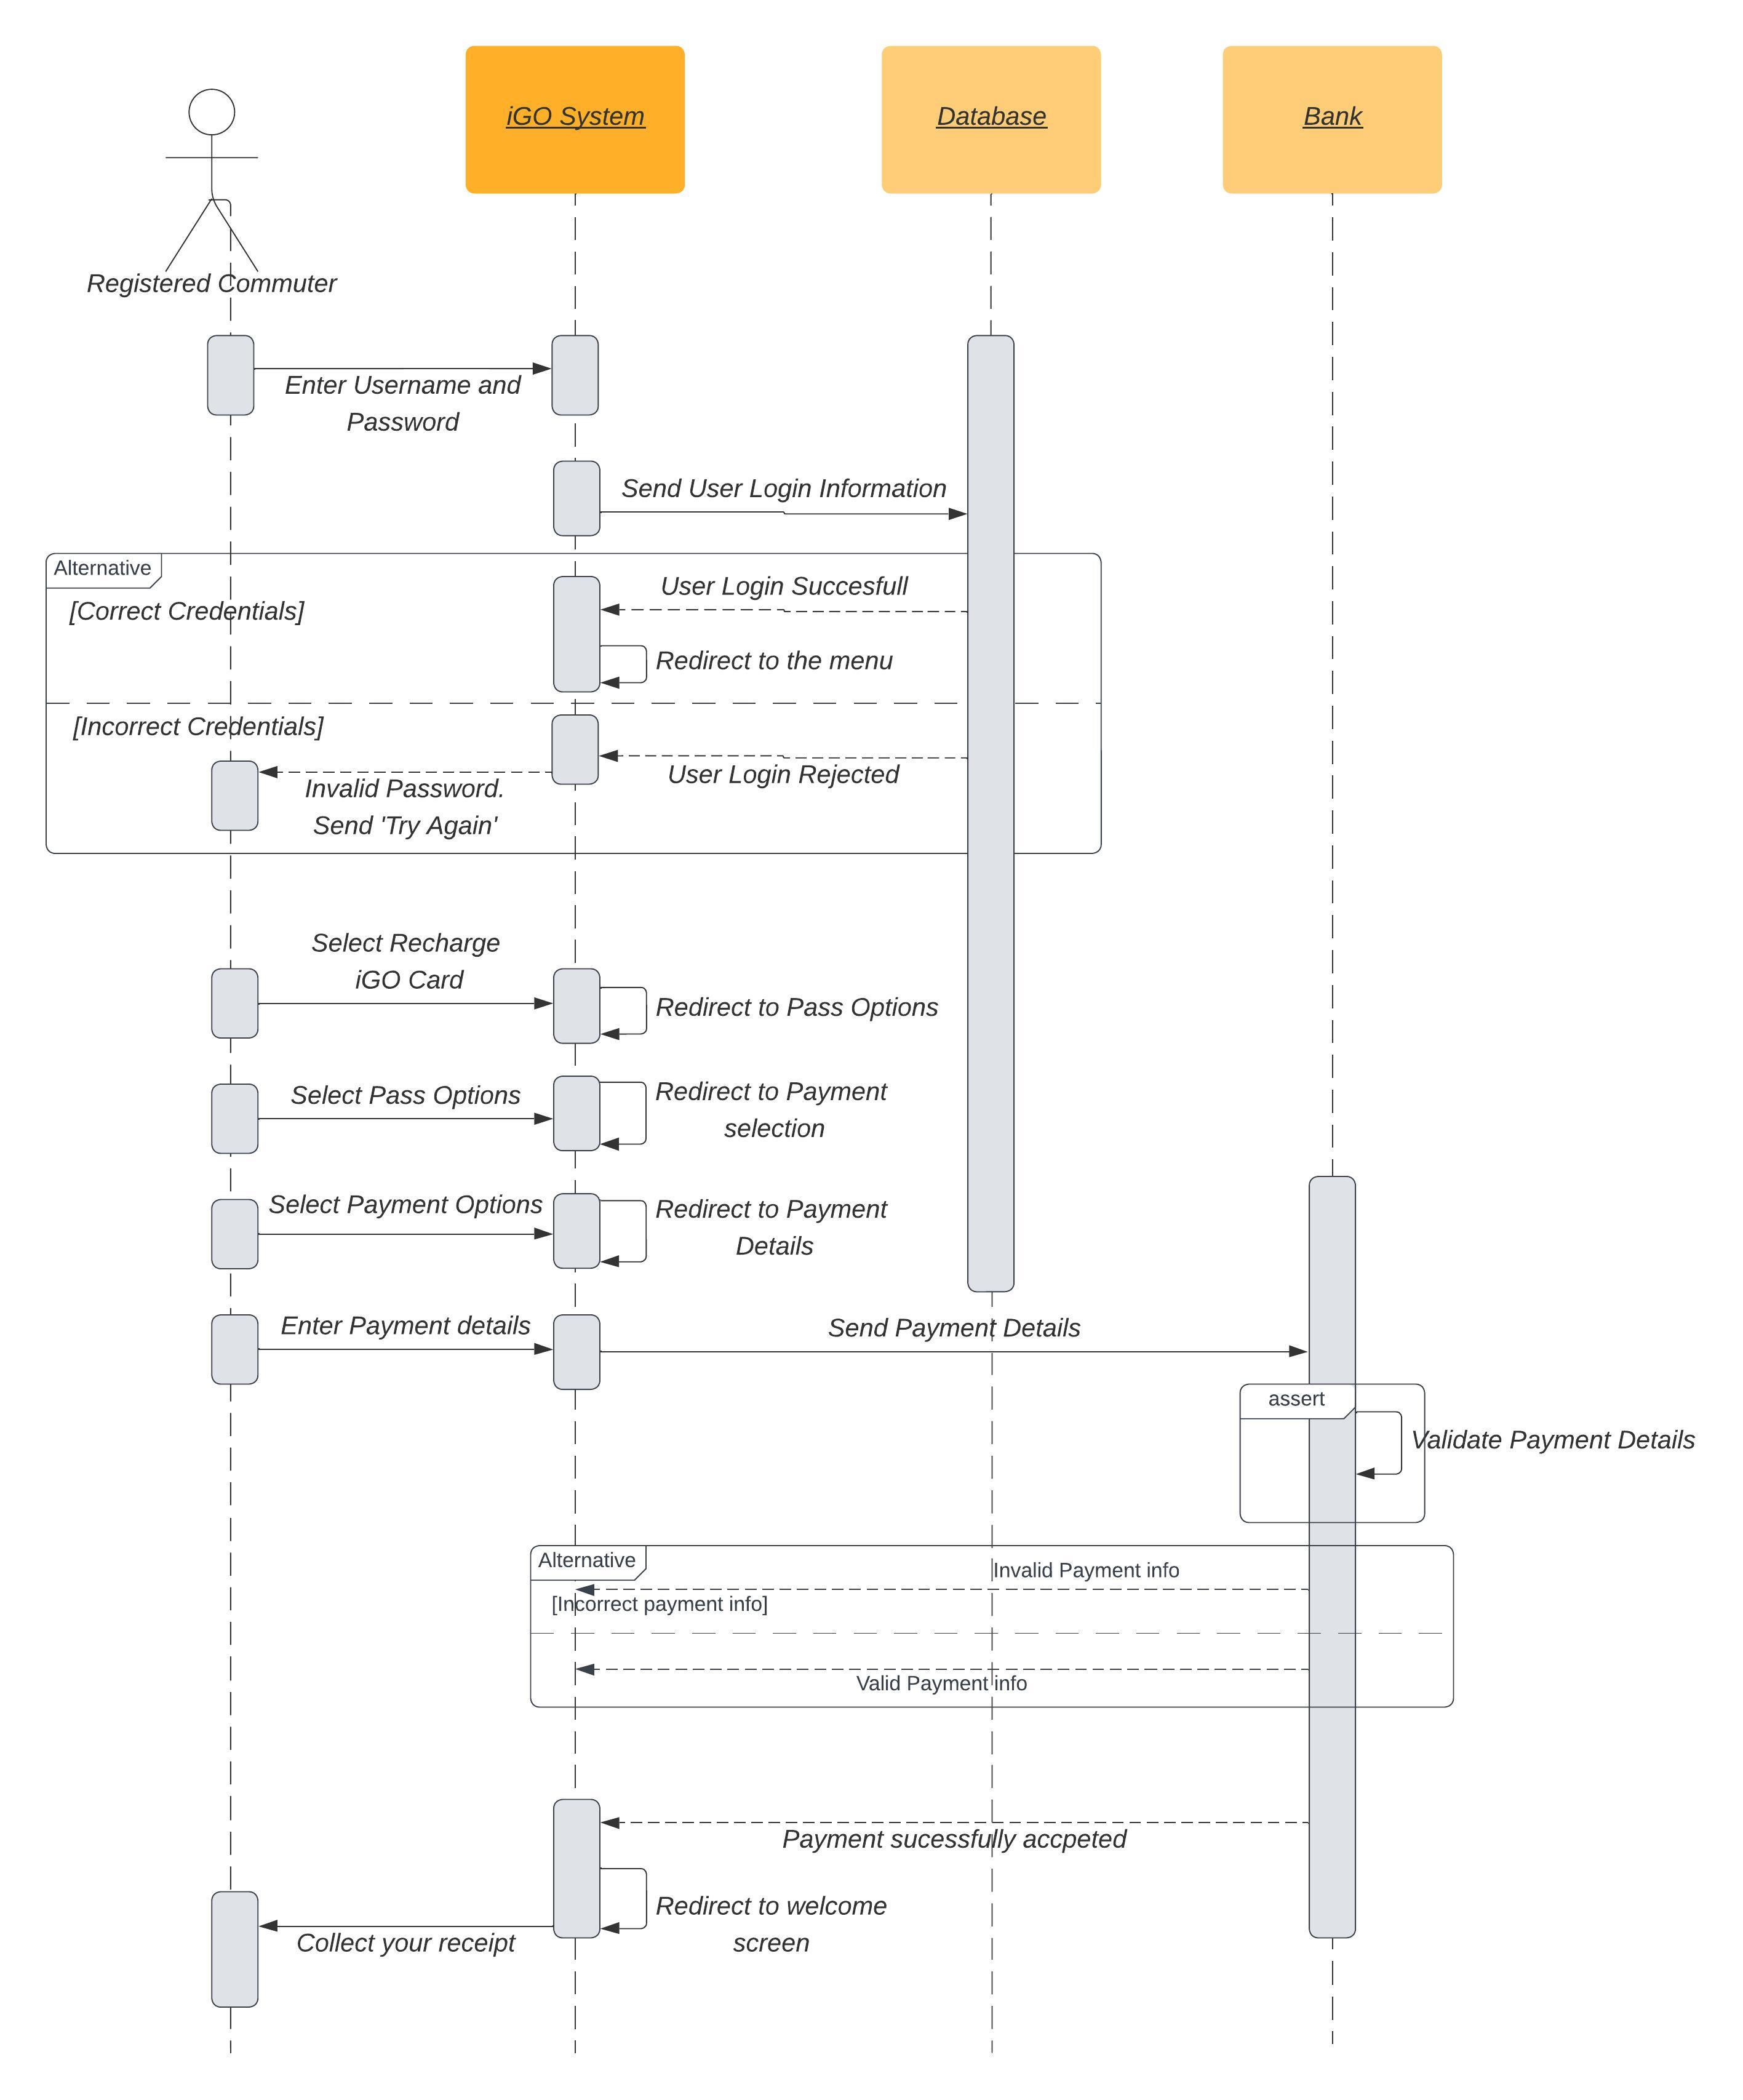 iGO System
Database
Bank
Registered Commuter
Enter Username and
Password
Send User Login Information
Alternative
[Correct Credentials]
User Login Succesfull
Redirect to the menu
[Incorrect Credentials]
User Login Rejected
Invalid Password.
Send 'Try Again'
Select Recharge
iGO Card
Redirect to Pass Options
Select Pass Options
Redirect to Payment
selection
Select Payment Options
Redirect to Payment
Details
Enter Payment details
Send Payment Details
assert
Validate Payment Details
Alternative
Invalid Payment info
[Incorrect payment info]
Valid Payment info
Payment sucessfully accpeted
Redirect to welcome
screen
Collect your receipt